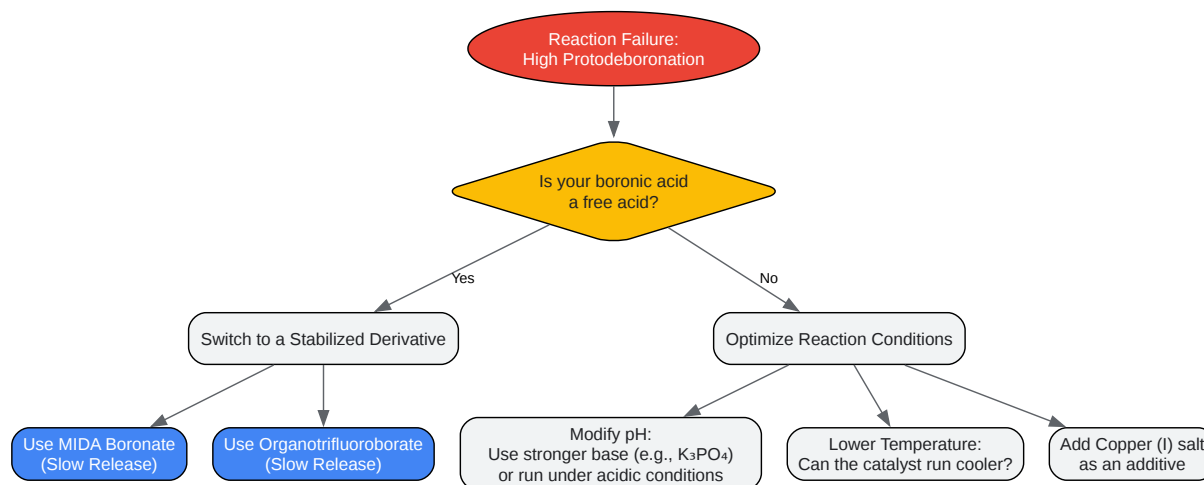 Reaction Failure:
High Protodeboronation
Is your boronic acid
a free acid?
Yes
No
Switch to a Stabilized Derivative
Optimize Reaction Conditions
Use MIDA Boronate
(Slow Release)
Use Organotrifluoroborate
(Slow Release)
Modify pH:
Use stronger base (e.g., K₃PO₄)
or run under acidic conditions
Lower Temperature:
Can the catalyst run cooler?
Add Copper (I) salt
as an additive